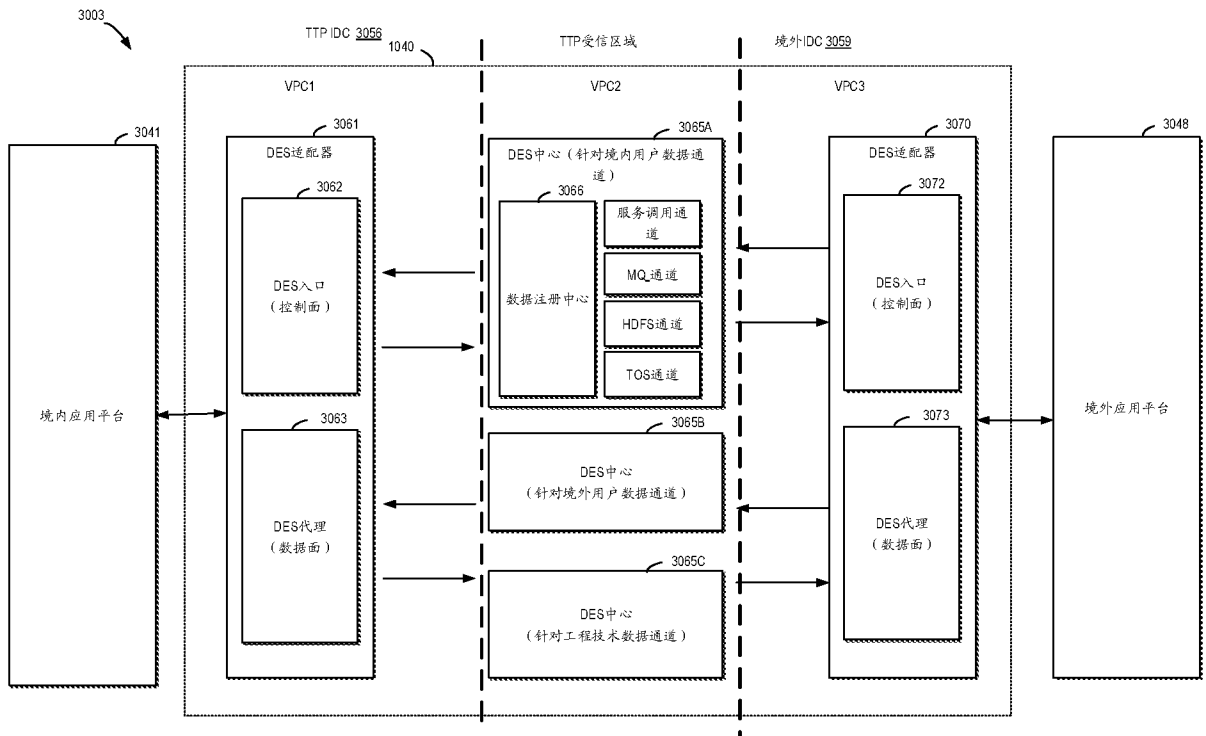 3003
TTP IDC 3056
TTP受信区域
境外IDC 3059
1040
VPC1
VPC2
VPC3
3041
境内应用平台
3061
DES适配器
3062
DES入口
(控制面)
3063
DES代理
(数据面)
3065A
DES中心(针对境内用户数据通
道)
3066
数据注册中心
服务调用通
道
MQ通道
HDFS通道
TOS通道
3065B
DES中心
(针对境外用户数据通道)
3065C
DES中心
(针对工程技术数据通道)
3070
DES适配器
3072
DES入口
(控制面)
3073
DES代理
(数据面)
3048
境外应用平台